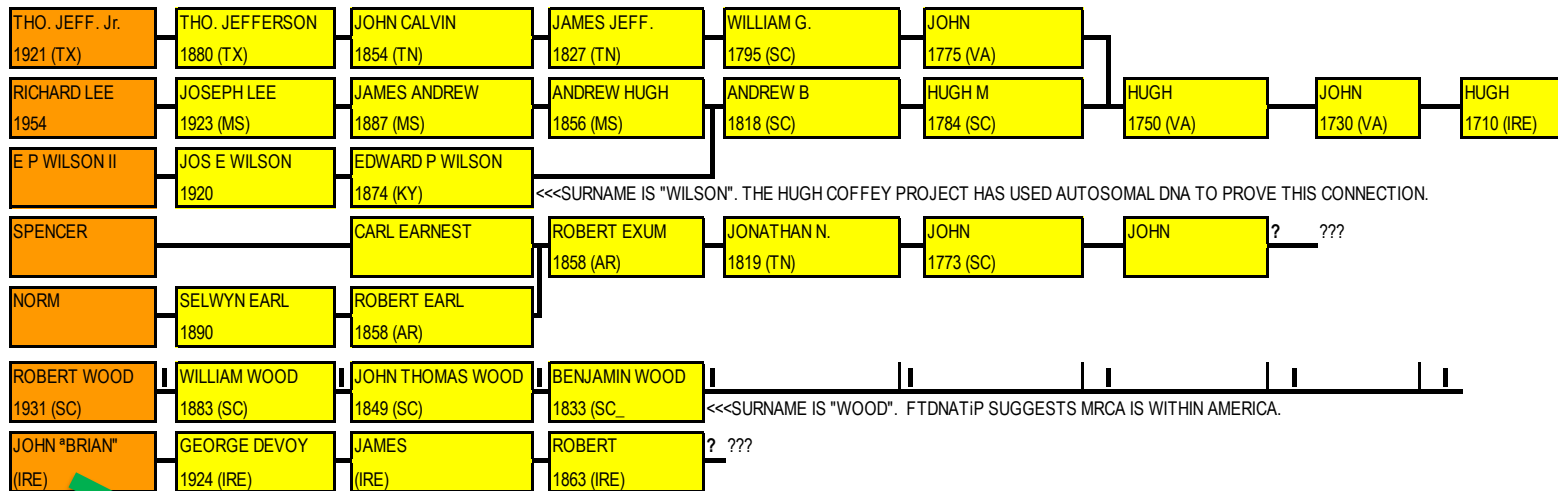 THO. JEFF. Jr. THO. JEFFERSON JOHN CALVIN JAMES JEFF. WILLIAM G. JOHN
1921 (TX) 1880 (TX) 1854 (TN) 1827 (TN) 1795 (SC) 1775 (VA)
RICHARD LEE JOSEPH LEE JAMES ANDREW ANDREW HUGH ANDREW B HUGH M HUGH JOHN HUGH
1954 1923 (MS) 1887 (MS) 1856 (MS) 1818 (SC) 1784 (SC) 1750 (VA) 1730 (VA) 1710 (IRE)
E P WILSON II JOS E WILSON EDWARD P WILSON
1920 1874 (KY) <<<SURNAME IS "WILSON". THE HUGH COFFEY PROJECT HAS USED AUTOSOMAL DNA TO PROVE THIS CONNECTION.
SPENCER CARL EARNEST ROBERT EXUM JONATHAN N. JOHN JOHN ? ???
1858 (AR) 1819 (TN) 1773 (SC)
NORM SELWYN EARL ROBERT EARL
1890 1858 (AR)
ROBERT WOOD WILLIAM WOOD JOHN THOMAS WOOD BENJAMIN WOOD
1931 (SC) 1883 (SC) 1849 (SC) 1833 (SC_ <<<SURNAME IS "WOOD". FTDNATiP SUGGESTS MRCA IS WITHIN AMERICA.
JOHN ªBRIAN" GEORGE DEVOY JAMES ROBERT ? ???
(IRE) 1924 (IRE) (IRE) 1863 (IRE)